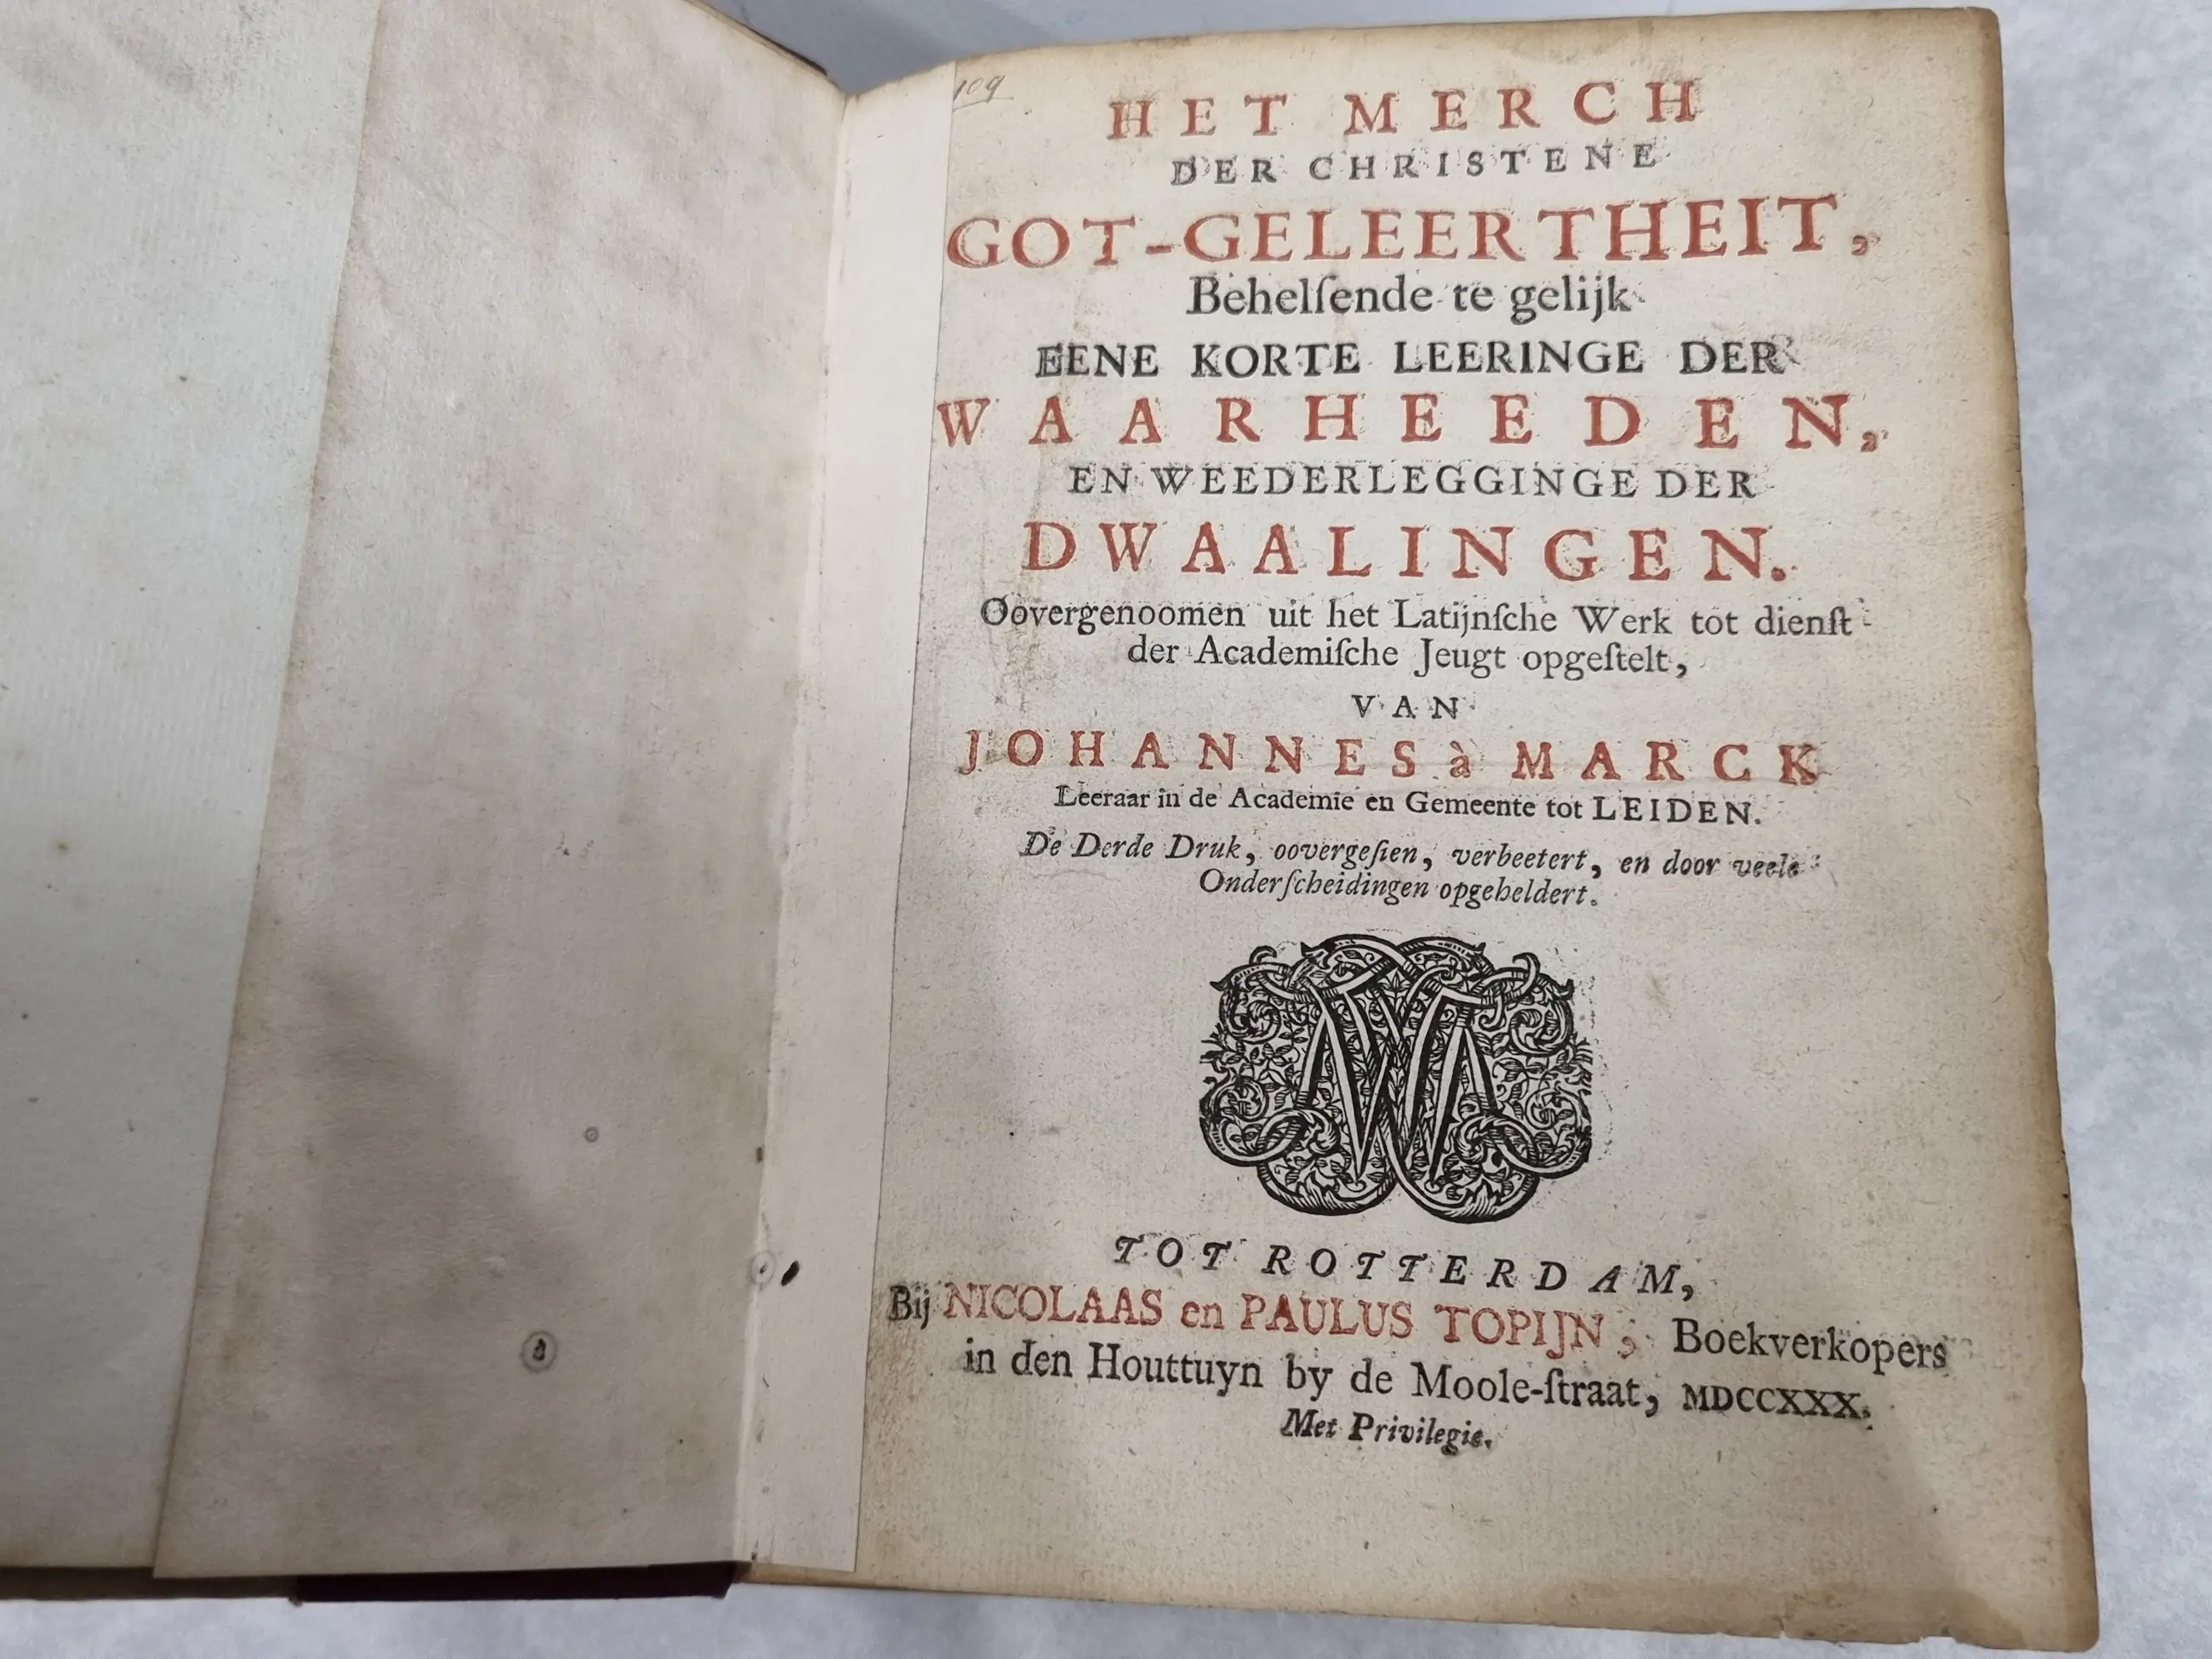 109
HET MERCH
DER CHRISTENE
GOT-GELEERTHEIT,
Behelſende te gelijk
EENE KORTE LEERINGE DER
WAARHEEDEN,
EN WEEDERLEGGINGE DER
DWAALINGEN.
Oovergenoomen uit het Latijnſche Werk tot dienſt
der Academiſche Jeugt opgeſtelt,
VAN
JOHANNES à MARCK
Leeraar in de Academie en Gemeente tot LEIDEN.
De Derde Druk, oovergeſien, verbeetert, en door veele
Onderſcheidingen opgeheldert.
TOT ROTTERDAM,
Bij NICOLAAS en PAULUS TOPIJN, Boekverkopers
in den Houttuyn by de Moole-ſtraat, MDCCXXX.
Met Privilegie.